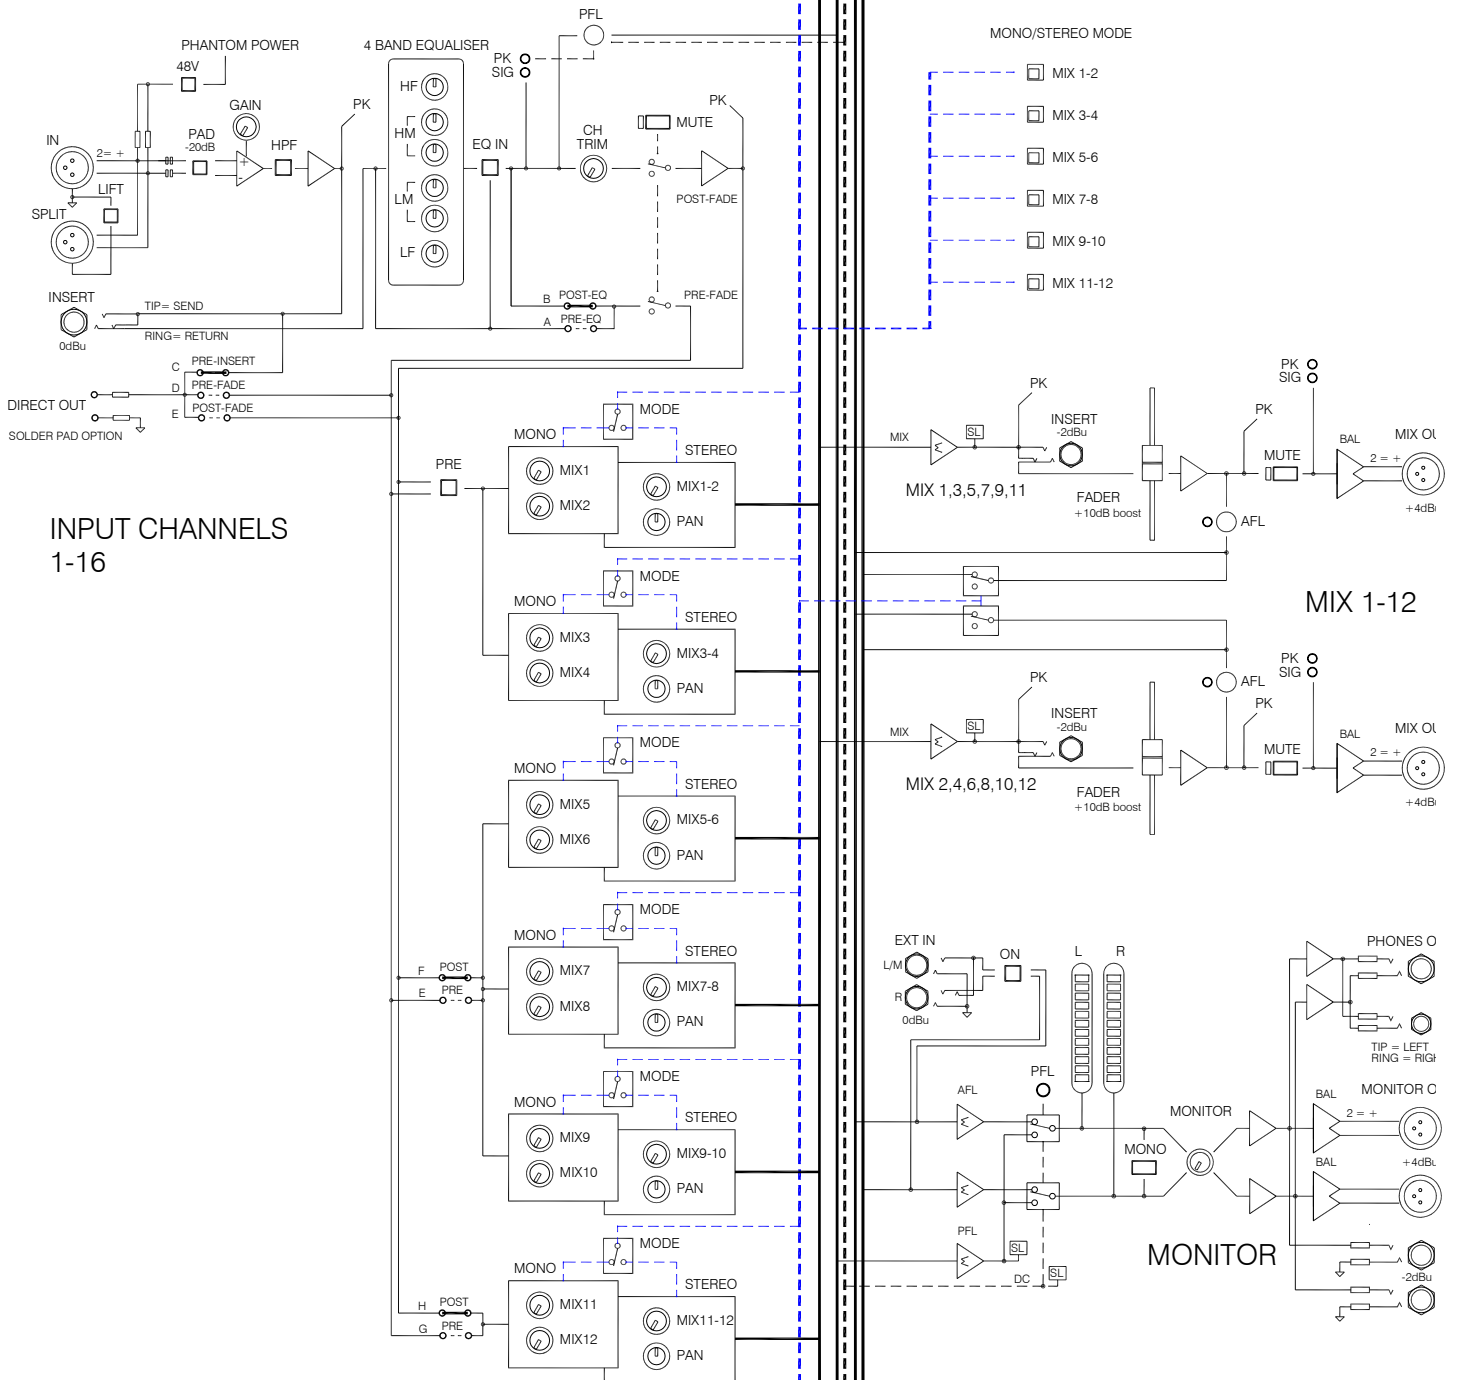 PFL
PHANTOM POWER
4 BAND EQUALISER
PK
SIG
48V
HF
GAIN
PK
PK
IN
2= +
PAD
-20dB
HPF
HM
EQ IN
CH
TRIM
MUTE
LIFT
LM
POST-FADE
SPLIT
LF
INSERT
TIP= SEND
B
POST-EQ
PRE-FADE
A
PRE-EQ
RING= RETURN
0dBu
C
PRE-INSERT
D
PRE-FADE
DIRECT OUT
E
POST-FADE
SOLDER PAD OPTION
INPUT CHANNELS
1-16
PRE
MODE
MONO
STEREO
MIX1
MIX2
MIX1-2
PAN
MODE
MONO
STEREO
MIX3
MIX4
MIX3-4
PAN
MODE
MONO
STEREO
MIX5
MIX6
MIX5-6
PAN
MODE
MONO
STEREO
F
POST
E
PRE
MIX7
MIX8
MIX7-8
PAN
MODE
MONO
STEREO
MIX9
MIX10
MIX9-10
PAN
MODE
MONO
STEREO
H
POST
G
PRE
MIX11
MIX12
MIX11-12
PAN
MONO/STEREO MODE
MIX 1-2
MIX 3-4
MIX 5-6
MIX 7-8
MIX 9-10
MIX 11-12
PK
SIG
PK
INSERT
-2dBu
PK
MIX
SL
MUTE
BAL
2 = +
MIX OU
MIX 1,3,5,7,9,11
FADER
+10dB boost
AFL
+4dBu
MIX 1-12
PK
SIG
AFL
PK
INSERT
-2dBu
PK
MIX
SL
MUTE
BAL
2 = +
MIX OU
MIX 2,4,6,8,10,12
FADER
+10dB boost
+4dBu
EXT IN
L/M
R
0dBu
ON
L
R
PHONES O
TIP = LEFT
RING = RIGH
PFL
AFL
MONITOR
MONO
BAL
2 = +
MONITOR O
+4dBu
BAL
PFL
SL
DC
SL
MONITOR
-2dBu